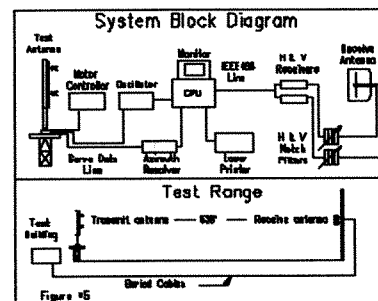 System Block Diagram
Test
Antenna
Motor
Controller
Oscillator
Monitor
CPU
IEEE488
Line
H & V
Receivers
Receive
Antenna
Servo Data
Line
Azimuth
Resolver
Laser
Printer
H & V
Notch
Filters
Test Range
Test
Building
Transmit antenna
Receive antenna
Buried Cables
Figure #5